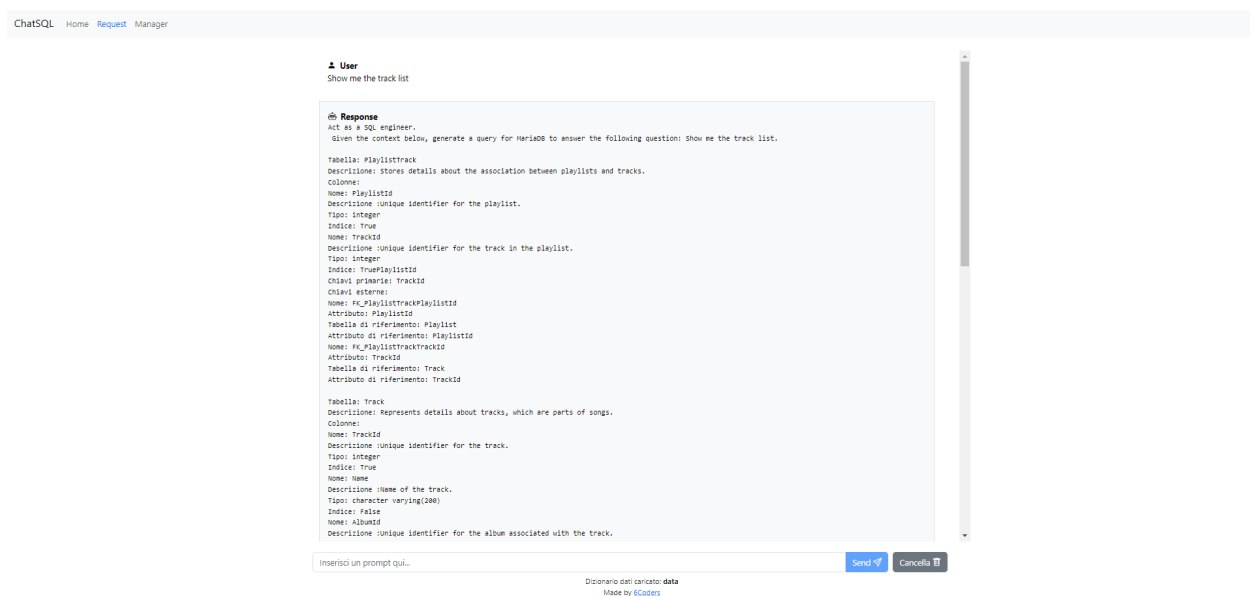 ChatSQL Home Request Manager
User
Show me the track list
Response
Act as a SQL engineer.
Given the context below, generate a query for MariaDB to answer the following question: Show me the track list.
Tabella: PlaylistTrack
Descrizione: Stores details about the association between playlists and tracks.
Colonne:
Nome: PlaylistId
Descrizione :Unique identifier for the playlist.
Tipo: integer
Indice: True
Nome: TrackId
Descrizione :Unique identifier for the track in the playlist.
Tipo: integer
Indice: TruePlaylistId
Chiavi primarie: TrackId
Chiavi esterne:
Nome: FK_PlaylistTrackPlaylistId
Attributo: PlaylistId
Tabella di riferimento: Playlist
Attributo di riferimento: PlaylistId
Nome: FK_PlaylistTrackTrackId
Attributo: TrackId
Tabella di riferimento: Track
Attributo di riferimento: TrackId
Tabella: Track
Descrizione: Represents details about tracks, which are parts of songs.
Colonne:
Nome: TrackId
Descrizione :Unique identifier for the track.
Tipo: integer
Indice: True
Nome: Name
Descrizione :Name of the track.
Tipo: character varying(200)
Indice: False
Nome: AlbumId
Descrizione :Unique identifier for the album associated with the track.
Inserisci un prompt qui... Send Cancella
Dizionario dati caricato: data
Made by 6Coders